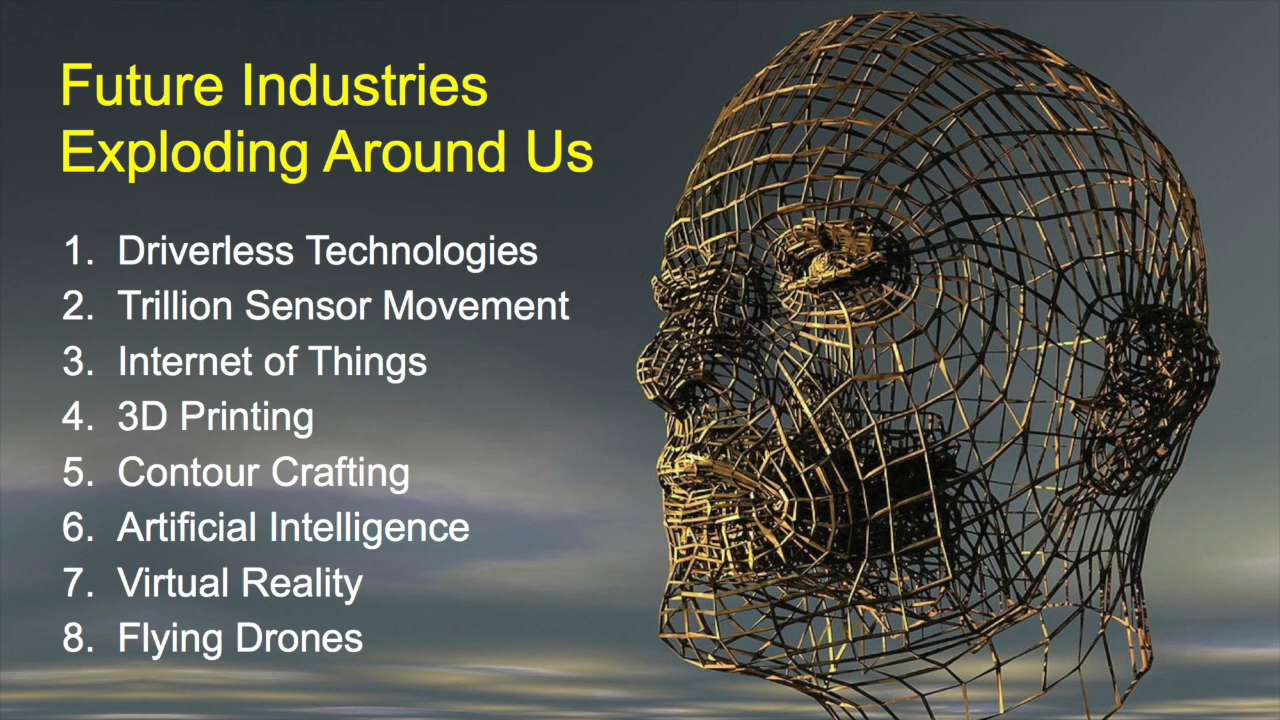 Future Industries
Exploding Around Us
1. Driverless Technologies
2. Trillion Sensor Movement
3. Internet of Things
4. 3D Printing
5. Contour Crafting
6. Artificial Intelligence
7. Virtual Reality
8. Flying Drones